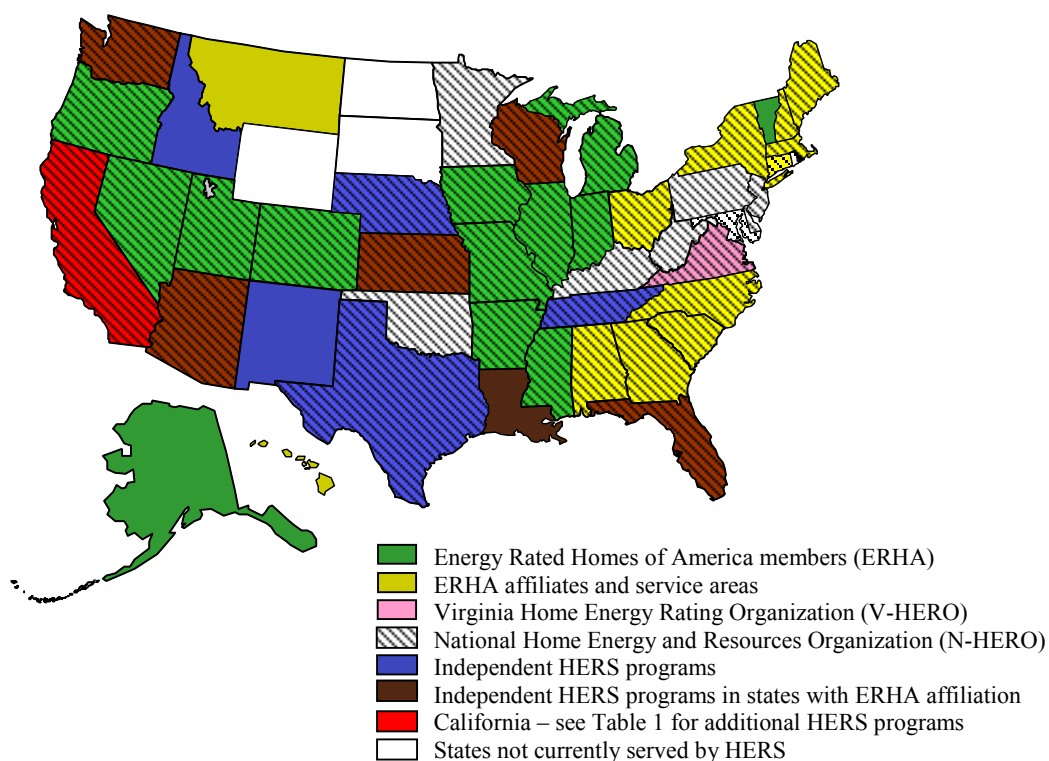 Energy Rated Homes of America members (ERHA)
ERHA affiliates and service areas
Virginia Home Energy Rating Organization (V-HERO)
National Home Energy and Resources Organization (N-HERO)
Independent HERS programs
Independent HERS programs in states with ERHA affiliation
California – see Table 1 for additional HERS programs
States not currently served by HERS